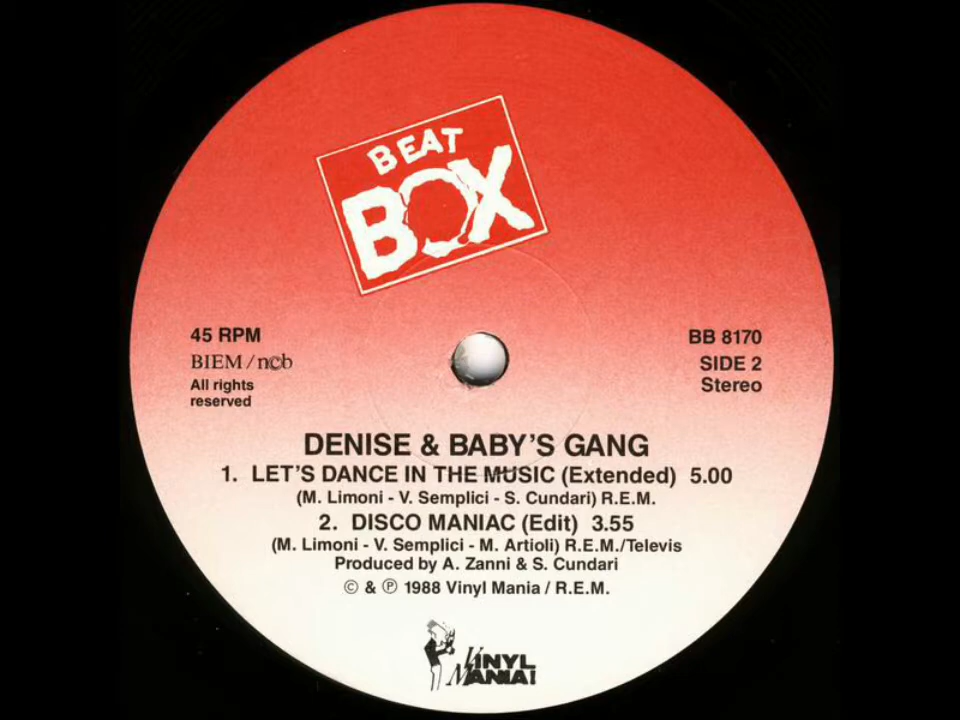 BEAT
BOX
45 RPM
BIEM / ncb
All rights
reserved
BB 8170
SIDE 2
Stereo
DENISE & BABY'S GANG
1. LET'S DANCE IN THE MUSIC (Extended) 5.00
(M. Limoni - V. Semplici - S. Cundari) R.E.M.
2. DISCO MANIAC (Edit) 3.55
(M. Limoni - V. Semplici - M. Artioli) R.E.M./Televis
Produced by A. Zanni & S. Cundari
© & ℗ 1988 Vinyl Mania / R.E.M.
VINYL
MANIA!